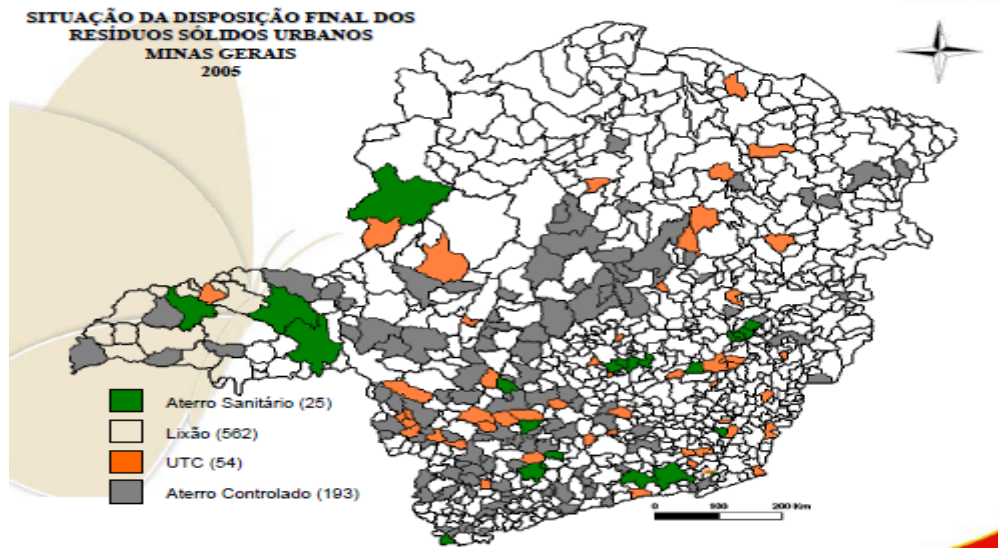 SITUAÇÃO DA DISPOSIÇÃO FINAL DOS
RESÍDUOS SÓLIDOS URBANOS
MINAS GERAIS
2005
Aterro Sanitário (25)
Lixão (562)
UTC (54)
Aterro Controlado (193)
0 100 200 Km